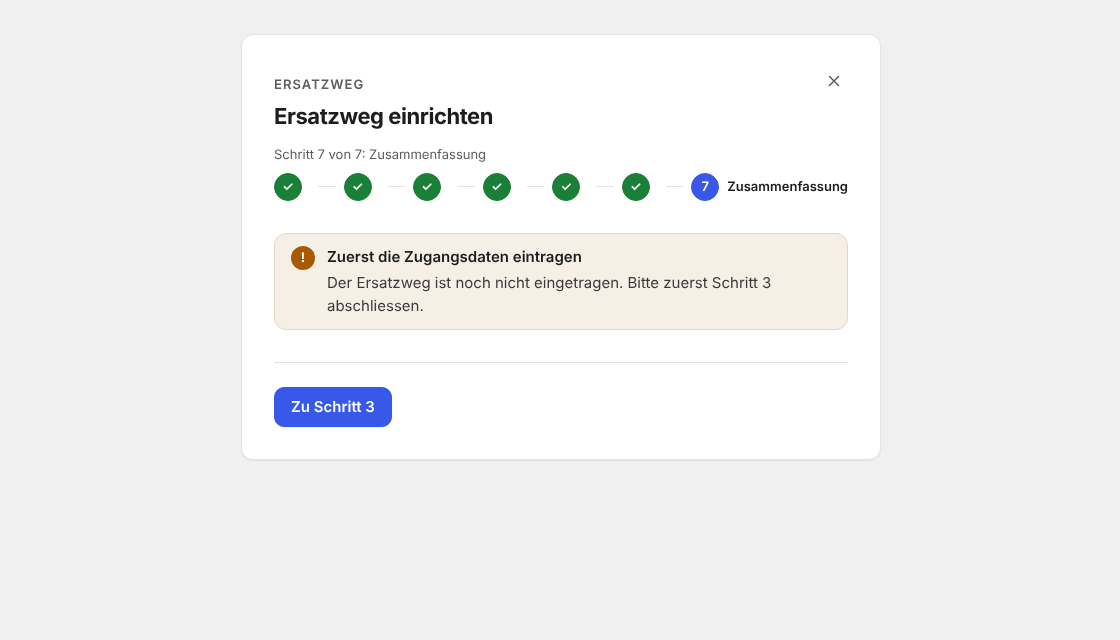 ERSATZWEG
Ersatzweg einrichten
Schritt 7 von 7: Zusammenfassung
7 Zusammenfassung
! Zuerst die Zugangsdaten eintragen
Der Ersatzweg ist noch nicht eingetragen. Bitte zuerst Schritt 3
abschliessen.
Zu Schritt 3